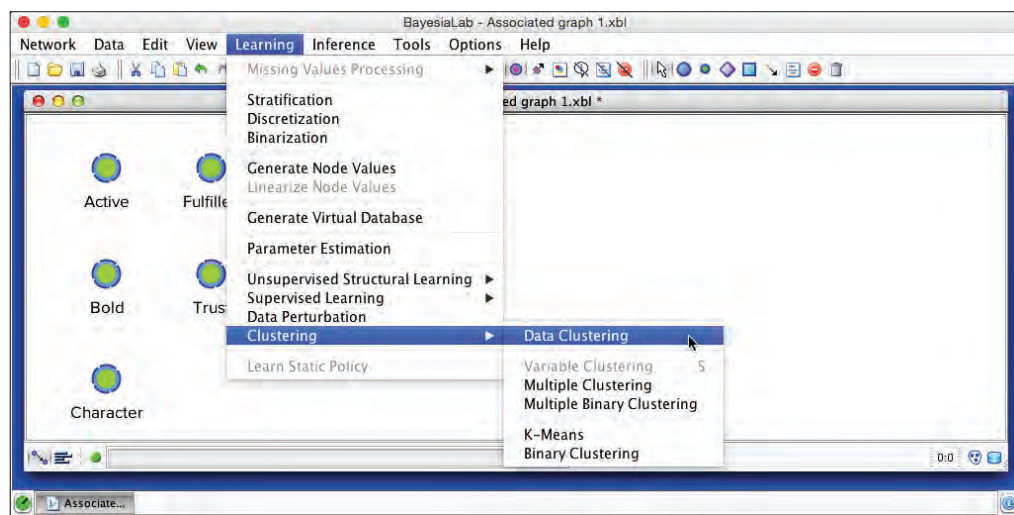 BayesiaLab - Associated graph 1.xbl
Network Data Edit View Learning Inference Tools Options Help
Missing Values Processing
ed graph 1.xbl *
Stratification
Discretization
Binarization
Generate Node Values
Linearize Node Values
Active Fulfille
Generate Virtual Database
Parameter Estimation
Unsupervised Structural Learning
Supervised Learning
Bold Trus
Data Perturbation
Clustering Data Clustering
Learn Static Policy Variable Clustering S
Multiple Clustering
Multiple Binary Clustering
Character
K-Means
Binary Clustering
0:0
Associate...